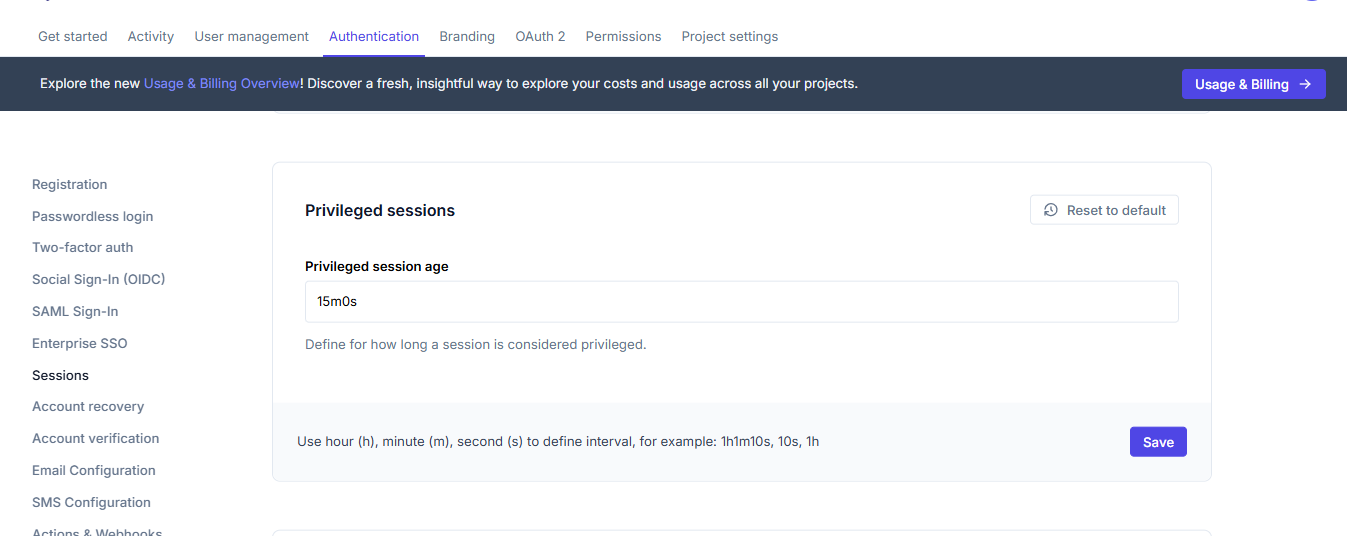 Get started Activity User management Authentication Branding OAuth 2 Permissions Project settings
Explore the new Usage & Billing Overview! Discover a fresh, insightful way to explore your costs and usage across all your projects. Usage & Billing →
Registration
Passwordless login
Two-factor auth
Social Sign-In (OIDC)
SAML Sign-In
Enterprise SSO
Sessions
Account recovery
Account verification
Email Configuration
SMS Configuration
Actions & Webhooks
Privileged sessions
Reset to default
Privileged session age
15m0s
Define for how long a session is considered privileged.
Use hour (h), minute (m), second (s) to define interval, for example: 1h1m10s, 10s, 1h
Save